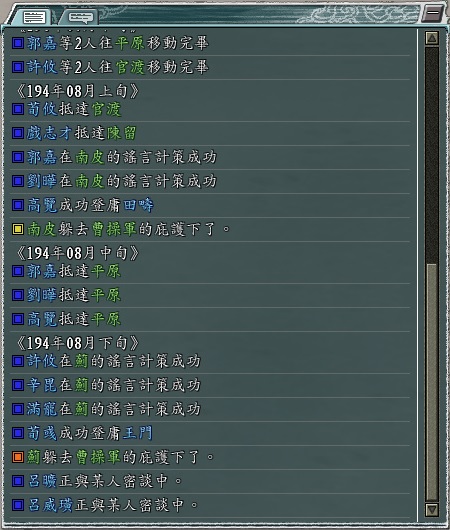 郭嘉等2人往平原移動完畢
許攸等2人往官渡移動完畢
《194年08月上旬》
荀攸抵達官渡
戲志才抵達陳留
郭嘉在南皮的謠言計策成功
劉曄在南皮的謠言計策成功
高覽成功登庸田疇
南皮躲去曹操軍的庇護下了。
《194年08月中旬》
郭嘉抵達平原
劉曄抵達平原
高覽抵達平原
《194年08月下旬》
許攸在薊的謠言計策成功
辛毘在薊的謠言計策成功
滿寵在薊的謠言計策成功
荀彧成功登庸王門
薊躲去曹操軍的庇護下了。
呂曠正與某人密談中。
呂威璜正與某人密談中。